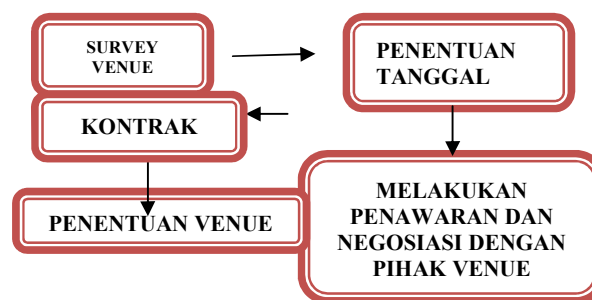 SURVEY
VENUE
PENENTUAN
TANGGAL
KONTRAK
PENENTUAN VENUE
MELAKUKAN
PENAWARAN DAN
NEGOSIASI DENGAN
PIHAK VENUE